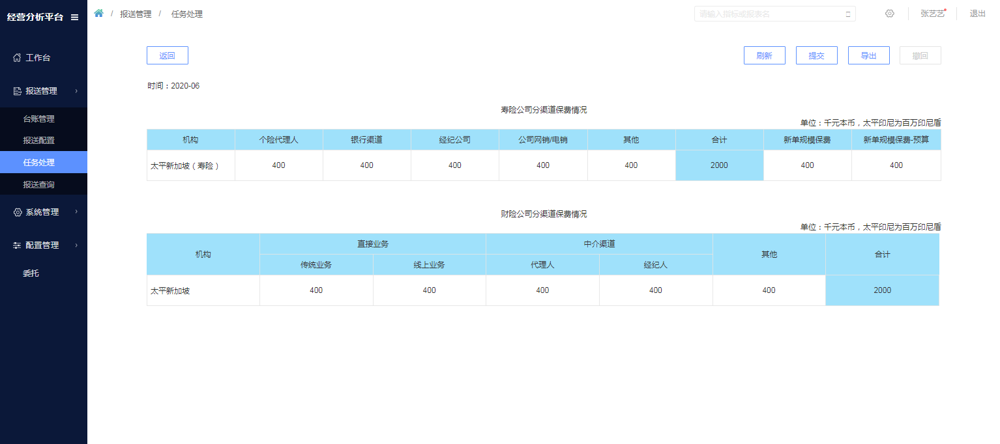 经营分析平台
/ 报送管理 / 任务处理
请输入指标或报表名
张艺艺
退出
工作台
报送管理
台账管理
报送配置
任务处理
报送查询
系统管理
配置管理
委托
返回 刷新 提交 导出 撤回
时间：2020-06
寿险公司分渠道保费情况
单位：千元本币，太平印尼为百万印尼盾
机构 个险代理人 银行渠道 经纪公司 公司网销/电销 其他 合计 新单规模保费 新单规模保费-预算
太平新加坡（寿险） 400 400 400 400 400 2000 400 400
财险公司分渠道保费情况
单位：千元本币，太平印尼为百万印尼盾
机构 直接业务 中介渠道 其他 合计
传统业务 线上业务 代理人 经纪人
太平新加坡 400 400 400 400 400 2000